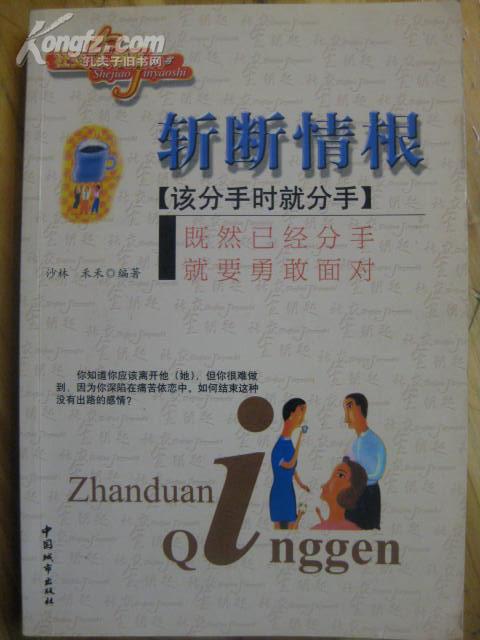 Kongfz.com
孔夫子旧书网
Shejiao Jinyaoshi
斩断情根
【该分手时就分手】
既然已经分手
就要勇敢面对
沙林 禾禾◎编著
你知道你应该离开他(她),但你很难做
到,因为你深陷在痛苦依恋中。如何结束这种
没有出路的感情?
Zhanduan
Qinggen
中国城市出版社